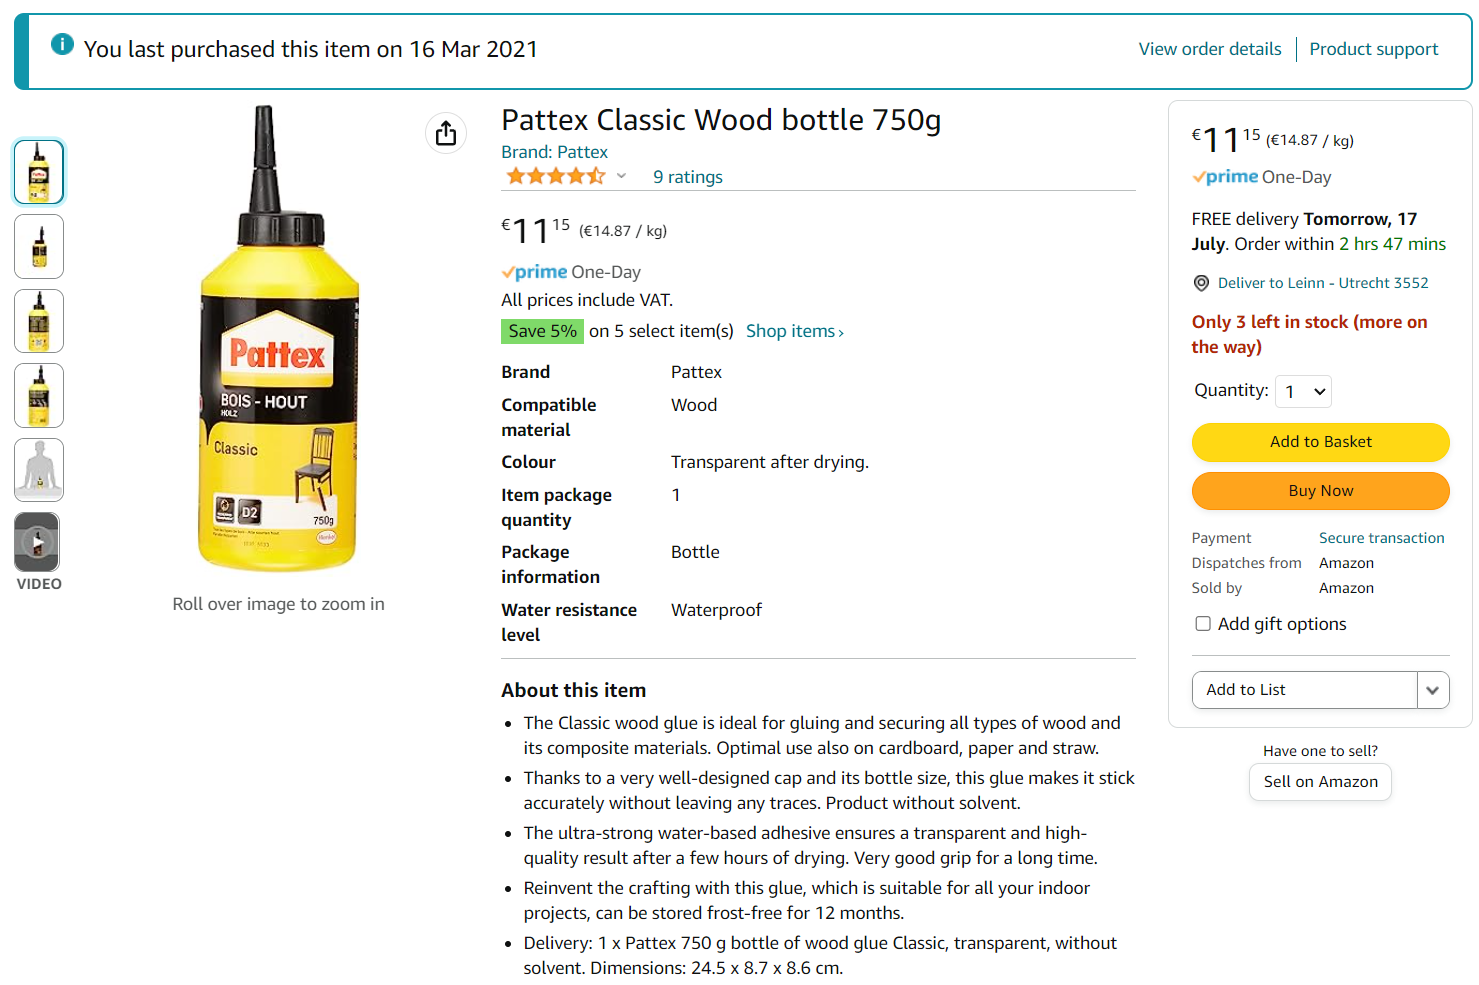 You last purchased this item on 16 Mar 2021
View order details
Product support
Pattex
BOIS - HOUT
HOLZ
Classic
D2
750g
Henkel
VIDEO
Roll over image to zoom in
Pattex Classic Wood bottle 750g
Brand: Pattex
9 ratings
€11 15 (€14.87 / kg)
prime One-Day
All prices include VAT.
Save 5% on 5 select item(s) Shop items ›
Brand Pattex
Compatible material Wood
Colour Transparent after drying.
Item package quantity 1
Package information Bottle
Water resistance level Waterproof
About this item
• The Classic wood glue is ideal for gluing and securing all types of wood and
its composite materials. Optimal use also on cardboard, paper and straw.
• Thanks to a very well-designed cap and its bottle size, this glue makes it stick
accurately without leaving any traces. Product without solvent.
• The ultra-strong water-based adhesive ensures a transparent and high-
quality result after a few hours of drying. Very good grip for a long time.
• Reinvent the crafting with this glue, which is suitable for all your indoor
projects, can be stored frost-free for 12 months.
• Delivery: 1 x Pattex 750 g bottle of wood glue Classic, transparent, without
solvent. Dimensions: 24.5 x 8.7 x 8.6 cm.
€11 15 (€14.87 / kg)
prime One-Day
FREE delivery Tomorrow, 17
July. Order within 2 hrs 47 mins
Deliver to Leinn - Utrecht 3552
Only 3 left in stock (more on
the way)
Quantity: 1
Add to Basket
Buy Now
Payment Secure transaction
Dispatches from Amazon
Sold by Amazon
Add gift options
Add to List
Have one to sell?
Sell on Amazon